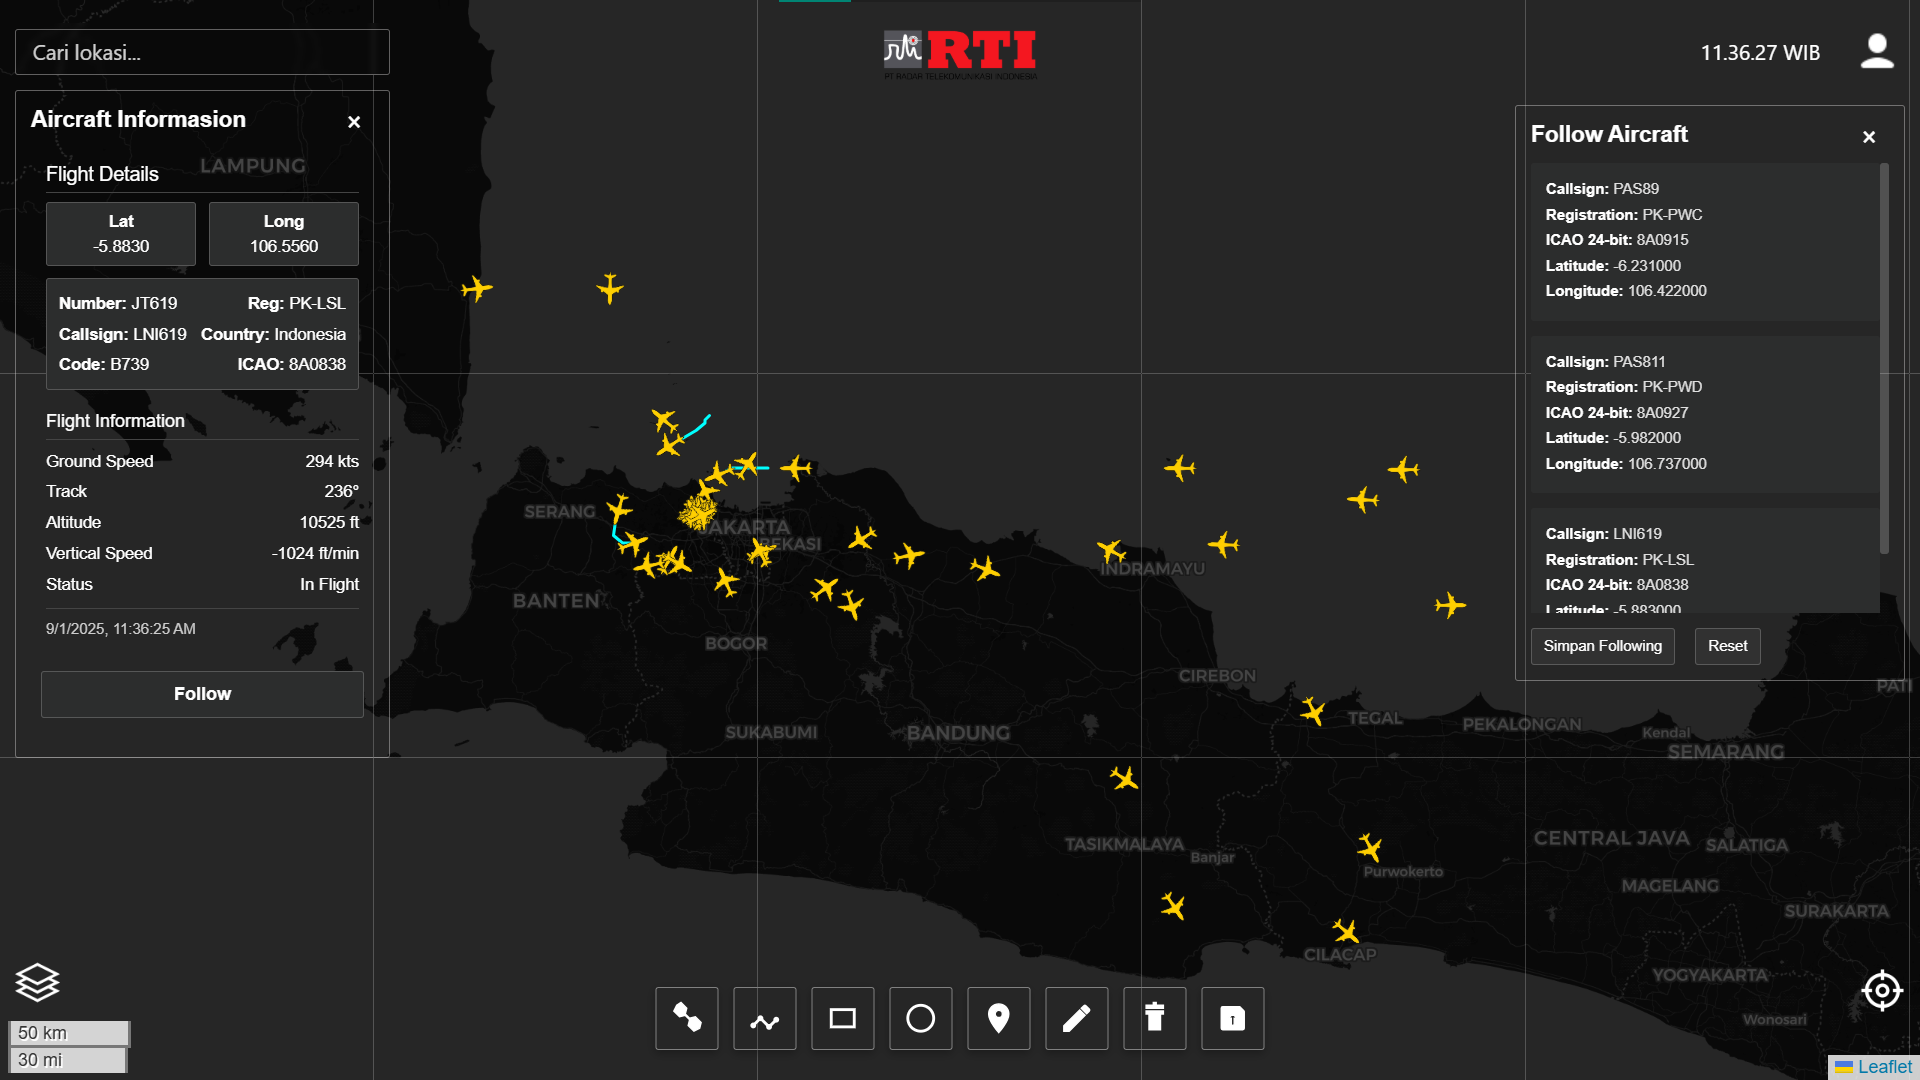 Cari lokasi...
RTI
PT RADAR TELEKOMUNIKASI INDONESIA
11.36.27 WIB
Aircraft Informasion
×
Flight Details
Lat
-5.8830
Long
106.5560
Number: JT619
Reg: PK-LSL
Callsign: LNI619
Country: Indonesia
Code: B739
ICAO: 8A0838
Flight Information
Ground Speed 294 kts
Track 236°
Altitude 10525 ft
Vertical Speed -1024 ft/min
Status In Flight
9/1/2025, 11:36:25 AM
Follow
Follow Aircraft
×
Callsign: PAS89
Registration: PK-PWC
ICAO 24-bit: 8A0915
Latitude: -6.231000
Longitude: 106.422000
Callsign: PAS811
Registration: PK-PWD
ICAO 24-bit: 8A0927
Latitude: -5.982000
Longitude: 106.737000
Callsign: LNI619
Registration: PK-LSL
ICAO 24-bit: 8A0838
Latitude: -5.883000
Simpan Following
Reset
LAMPUNG
SERANG
JAKARTA
BEKASI
INDRAMAYU
BANTEN
BOGOR
CIREBON
PATI
SUKABUMI
BANDUNG
TEGAL
PEKALONGAN
Kendal
SEMARANG
TASIKMALAYA
Banjar
Purwokerto
CENTRAL JAVA
SALATIGA
MAGELANG
SURAKARTA
CILACAP
YOGYAKARTA
Wonosari
50 km
30 mi
Leaflet